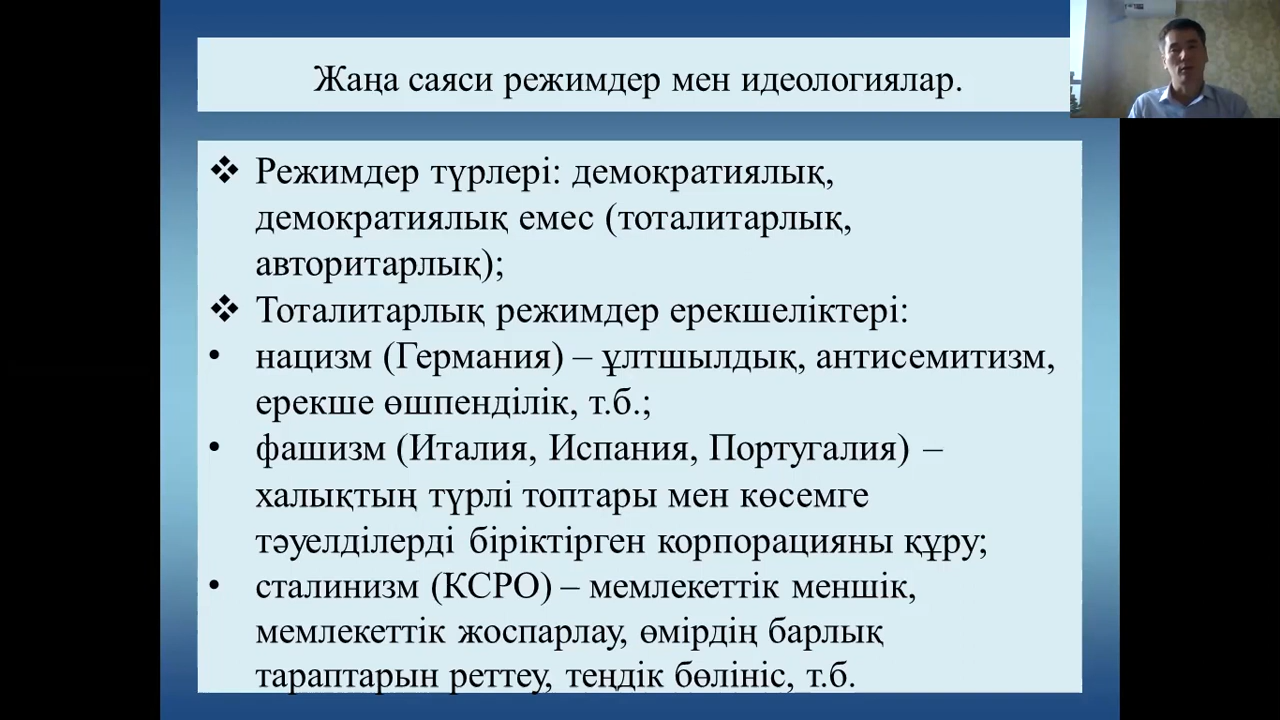 Жаңа саяси режимдер мен идеологиялар.
❖ Режимдер түрлері: демократиялық,
демократиялық емес (тоталитарлық,
авторитарлық);
❖ Тоталитарлық режимдер ерекшеліктері:
• нацизм (Германия) – ұлтшылдық, антисемитизм,
ерекше өшпенділік, т.б.;
• фашизм (Италия, Испания, Португалия) –
халықтың түрлі топтары мен көсемге
тәуелділерді біріктірген корпорацияны құру;
• сталинизм (КСРО) – мемлекеттік меншік,
мемлекеттік жоспарлау, өмірдің барлық
тараптарын реттеу, теңдік бөлініс, т.б.